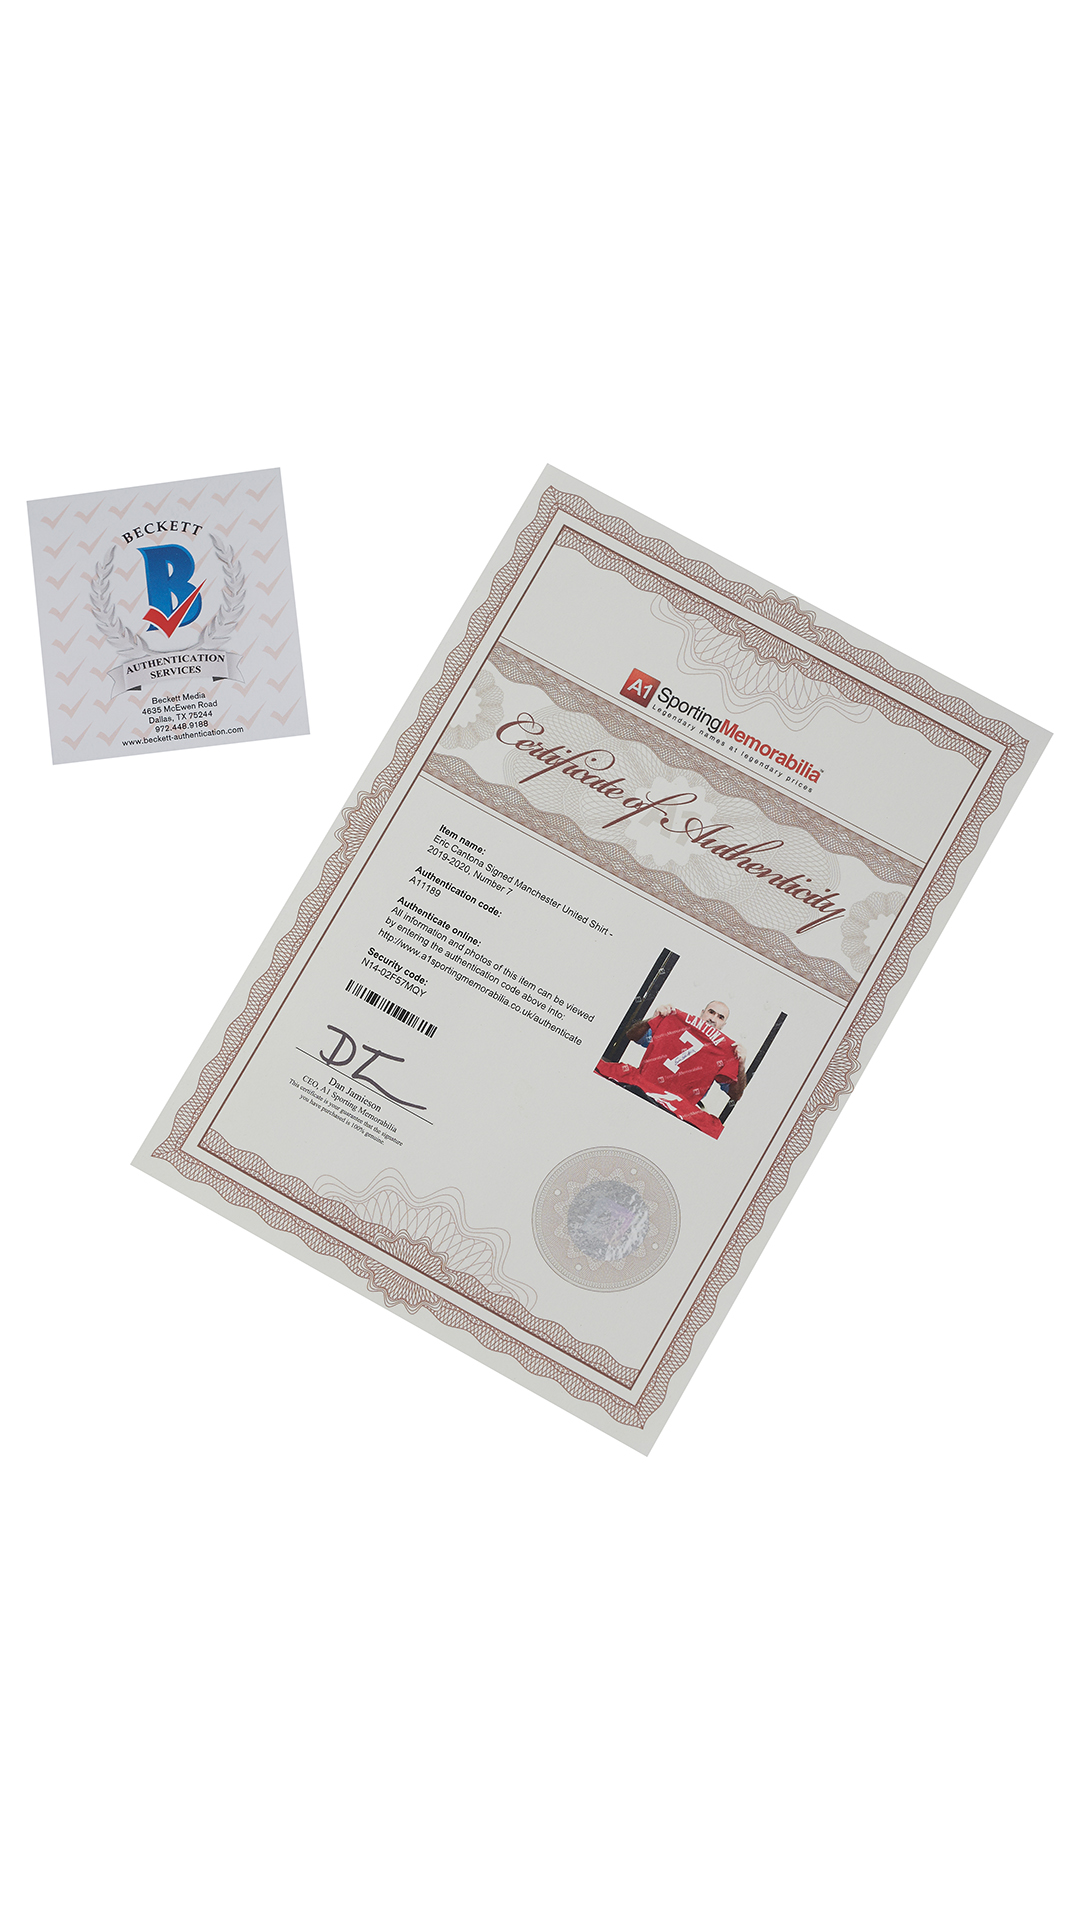 BECKETT
B
AUTHENTICATION
SERVICES
Beckett Media
4635 McEwen Road
Dallas, TX 75244
972.448.9188
www.beckett-authentication.com
A1 SportingMemorabilia™
Legendary names at legendary prices
Certificate of Authenticity
Item name:
Eric Cantona Signed Manchester United Shirt -
2019-2020, Number 7
Authentication code:
A11189
Authenticate online:
All information and photos of this item can be viewed
by entering the authentication code above into:
http://www.a1sportingmemorabilia.co.uk/authenticate
Security code:
N14-02F57MQY
Dan Jamieson
CEO, A1 Sporting Memorabilia
This certificate is your guarantee that the signature
you have purchased is 100% genuine.
CANTONA
7